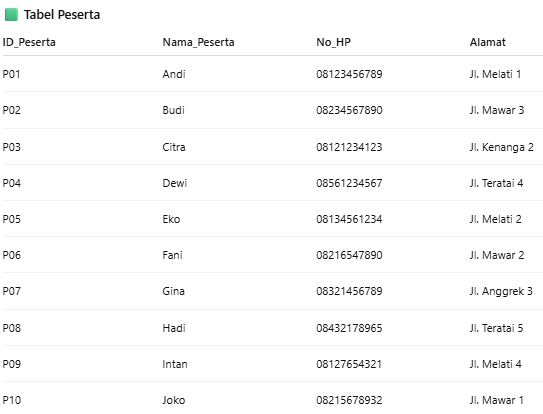 Tabel Peserta
ID_Peserta Nama_Peserta No_HP Alamat
P01 Andi 08123456789 Jl. Melati 1
P02 Budi 08234567890 Jl. Mawar 3
P03 Citra 08121234123 Jl. Kenanga 2
P04 Dewi 08561234567 Jl. Teratai 4
P05 Eko 08134561234 Jl. Melati 2
P06 Fani 08216547890 Jl. Mawar 2
P07 Gina 08321456789 Jl. Anggrek 3
P08 Hadi 08432178965 Jl. Teratai 5
P09 Intan 08127654321 Jl. Melati 4
P10 Joko 08215678932 Jl. Mawar 1